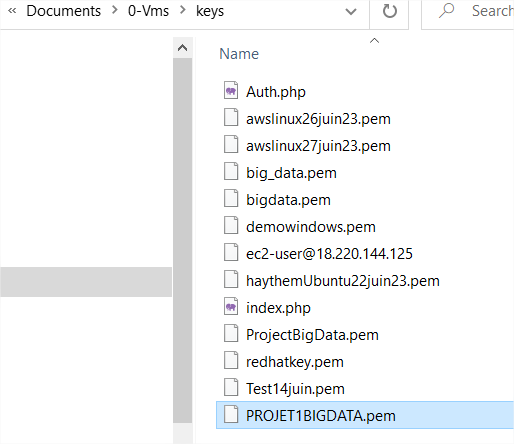 « Documents > 0-Vms > keys
Search
Name
Auth.php
awslinux26juin23.pem
awslinux27juin23.pem
big_data.pem
bigdata.pem
demowindows.pem
ec2-user@18.220.144.125
haythemUbuntu22juin23.pem
index.php
ProjectBigData.pem
redhatkey.pem
Test14juin.pem
PROJET1BIGDATA.pem